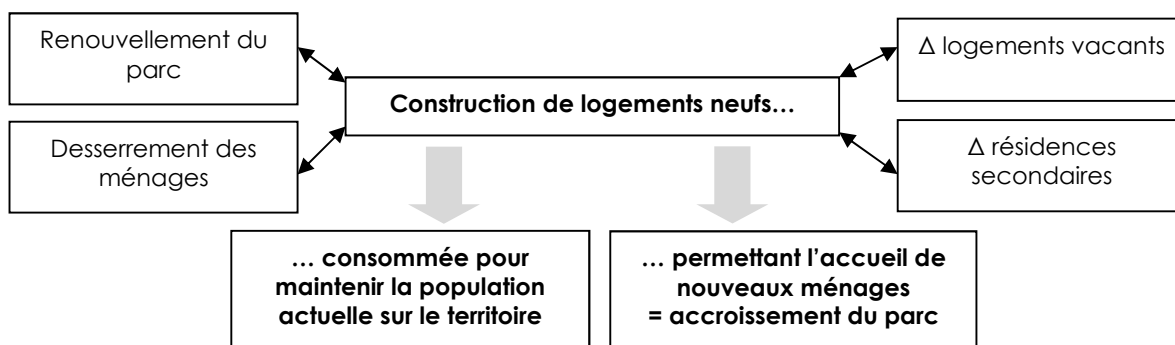 Renouvellement du
parc
Δ logements vacants
Construction de logements neufs…
Desserrement des
ménages
Δ résidences
secondaires
… consommée pour
maintenir la population
actuelle sur le territoire
… permettant l’accueil de
nouveaux ménages
= accroissement du parc